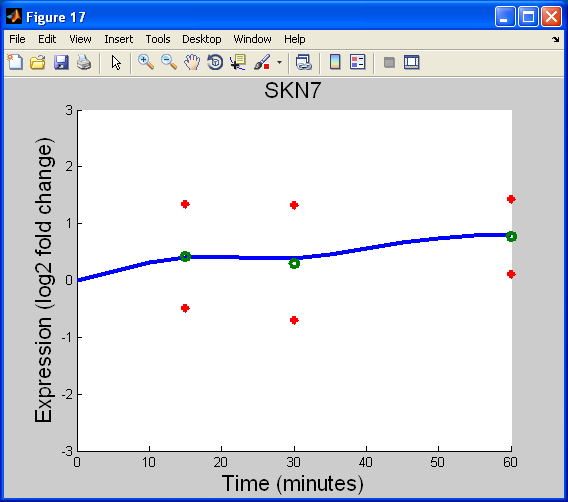 Figure 17
File Edit View Insert Tools Desktop Window Help
SKN7
Expression (log2 fold change)
3
2
1
0
-1
-2
-3
0 10 20 30 40 50 60
Time (minutes)